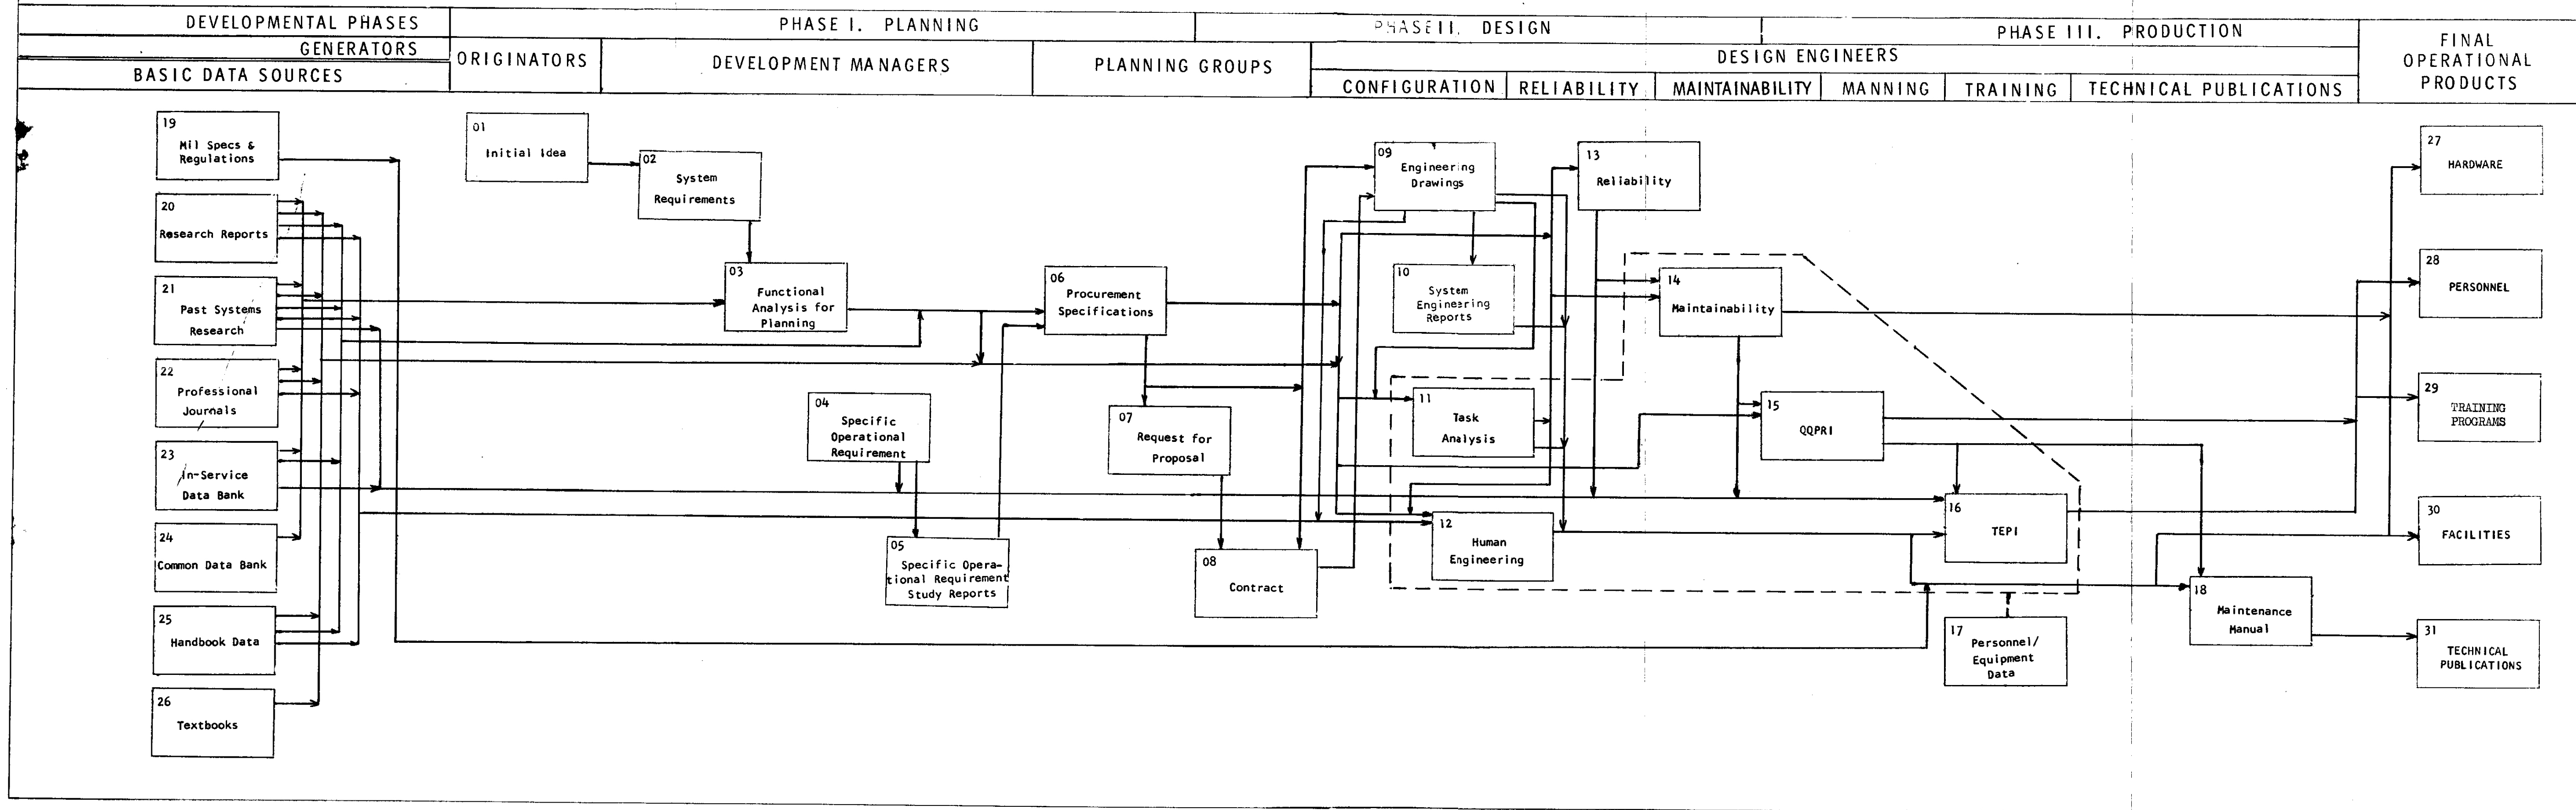 DEVELOPMENTAL PHASES
PHASE I. PLANNING
PHASE II. DESIGN
PHASE III. PRODUCTION
FINAL
OPERATIONAL
PRODUCTS
GENERATORS
ORIGINATORS
DEVELOPMENT MANAGERS
PLANNING GROUPS
DESIGN ENGINEERS
BASIC DATA SOURCES
CONFIGURATION
RELIABILITY
MAINTAINABILITY
MANNING
TRAINING
TECHNICAL PUBLICATIONS
19
Mil Specs &
Regulations
20
Research Reports
21
Past Systems
Research
22
Professional
Journals
23
In-Service
Data Bank
24
Common Data Bank
25
Handbook Data
26
Textbooks
01
Initial Idea
02
System
Requirements
03
Functional
Analysis for
Planning
04
Specific
Operational
Requirement
05
Specific Opera-
tional Requirement
Study Reports
06
Procurement
Specifications
07
Request for
Proposal
08
Contract
09
Engineering
Drawings
10
System
Engineering
Reports
11
Task
Analysis
12
Human
Engineering
13
Reliability
14
Maintainability
15
QQPRI
16
TEPI
17
Personnel/
Equipment
Data
18
Maintenance
Manual
27
HARDWARE
28
PERSONNEL
29
TRAINING
PROGRAMS
30
FACILITIES
31
TECHNICAL
PUBLICATIONS